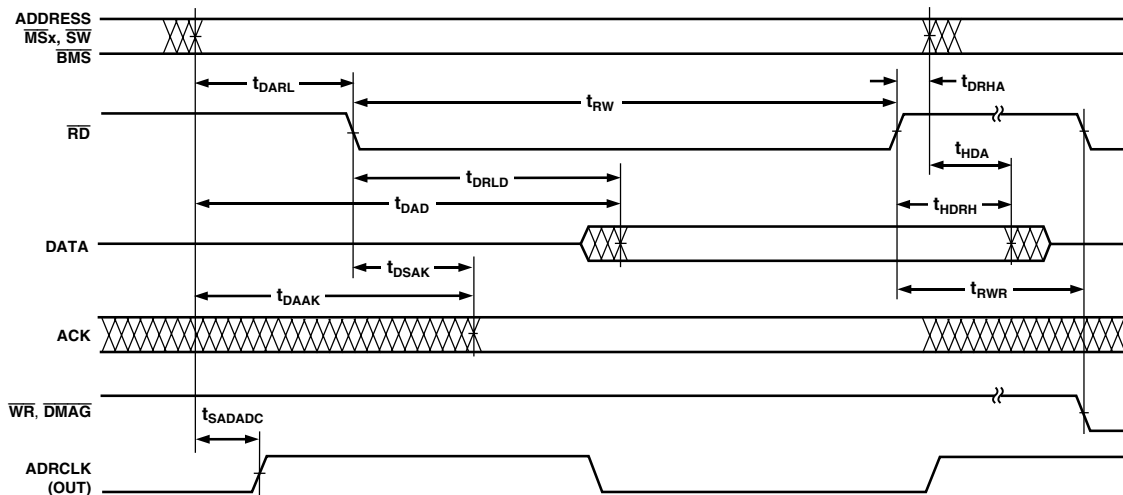 ADDRESS
MSx, SW
BMS
tDARL
tRW
tDRHA
RD
tHDA
tDRLD
tDAD
tHDRH
DATA
tDSAK
tDAAK
tRWR
ACK
WR, DMAG
tSADADC
ADRCLK
(OUT)